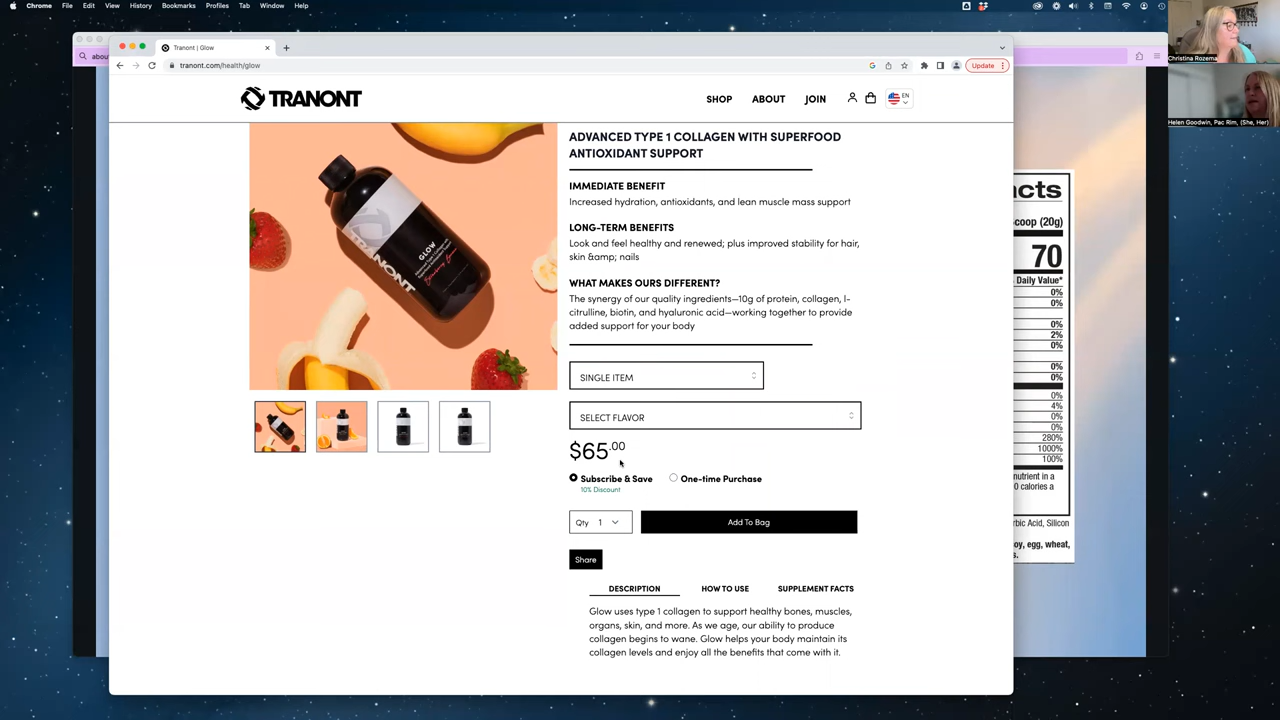 Chrome File Edit View History Bookmarks Profiles Tab Window Help
Tranont | Glow
abou
tranont.com/health/glow
Update
TRANONT
SHOP ABOUT JOIN EN
Christina Rozema
Helen Goodwin, Pac Rim, (She, Her)
ADVANCED TYPE 1 COLLAGEN WITH SUPERFOOD
ANTIOXIDANT SUPPORT
IMMEDIATE BENEFIT
Increased hydration, antioxidants, and lean muscle mass support
LONG-TERM BENEFITS
Look and feel healthy and renewed; plus improved stability for hair,
skin &amp; nails
WHAT MAKES OURS DIFFERENT?
The synergy of our quality ingredients—10g of protein, collagen, l-
citrulline, biotin, and hyaluronic acid—working together to provide
added support for your body
GLOW
TRANONT
SINGLE ITEM
SELECT FLAVOR
$65.00
Subscribe & Save
10% Discount
One-time Purchase
Qty 1
Add To Bag
Share
DESCRIPTION HOW TO USE SUPPLEMENT FACTS
Glow uses type 1 collagen to support healthy bones, muscles,
organs, skin, and more. As we age, our ability to produce
collagen begins to wane. Glow helps your body maintain its
collagen levels and enjoy all the benefits that come with it.
acts
coop (20g)
70
Daily Value*
0%
0%
0%
2%
0%
0%
0%
0%
4%
0%
0%
280%
1000%
100%
nutrient in a
0 calories a
rbic Acid, Silicon
oy, egg, wheat,
s.